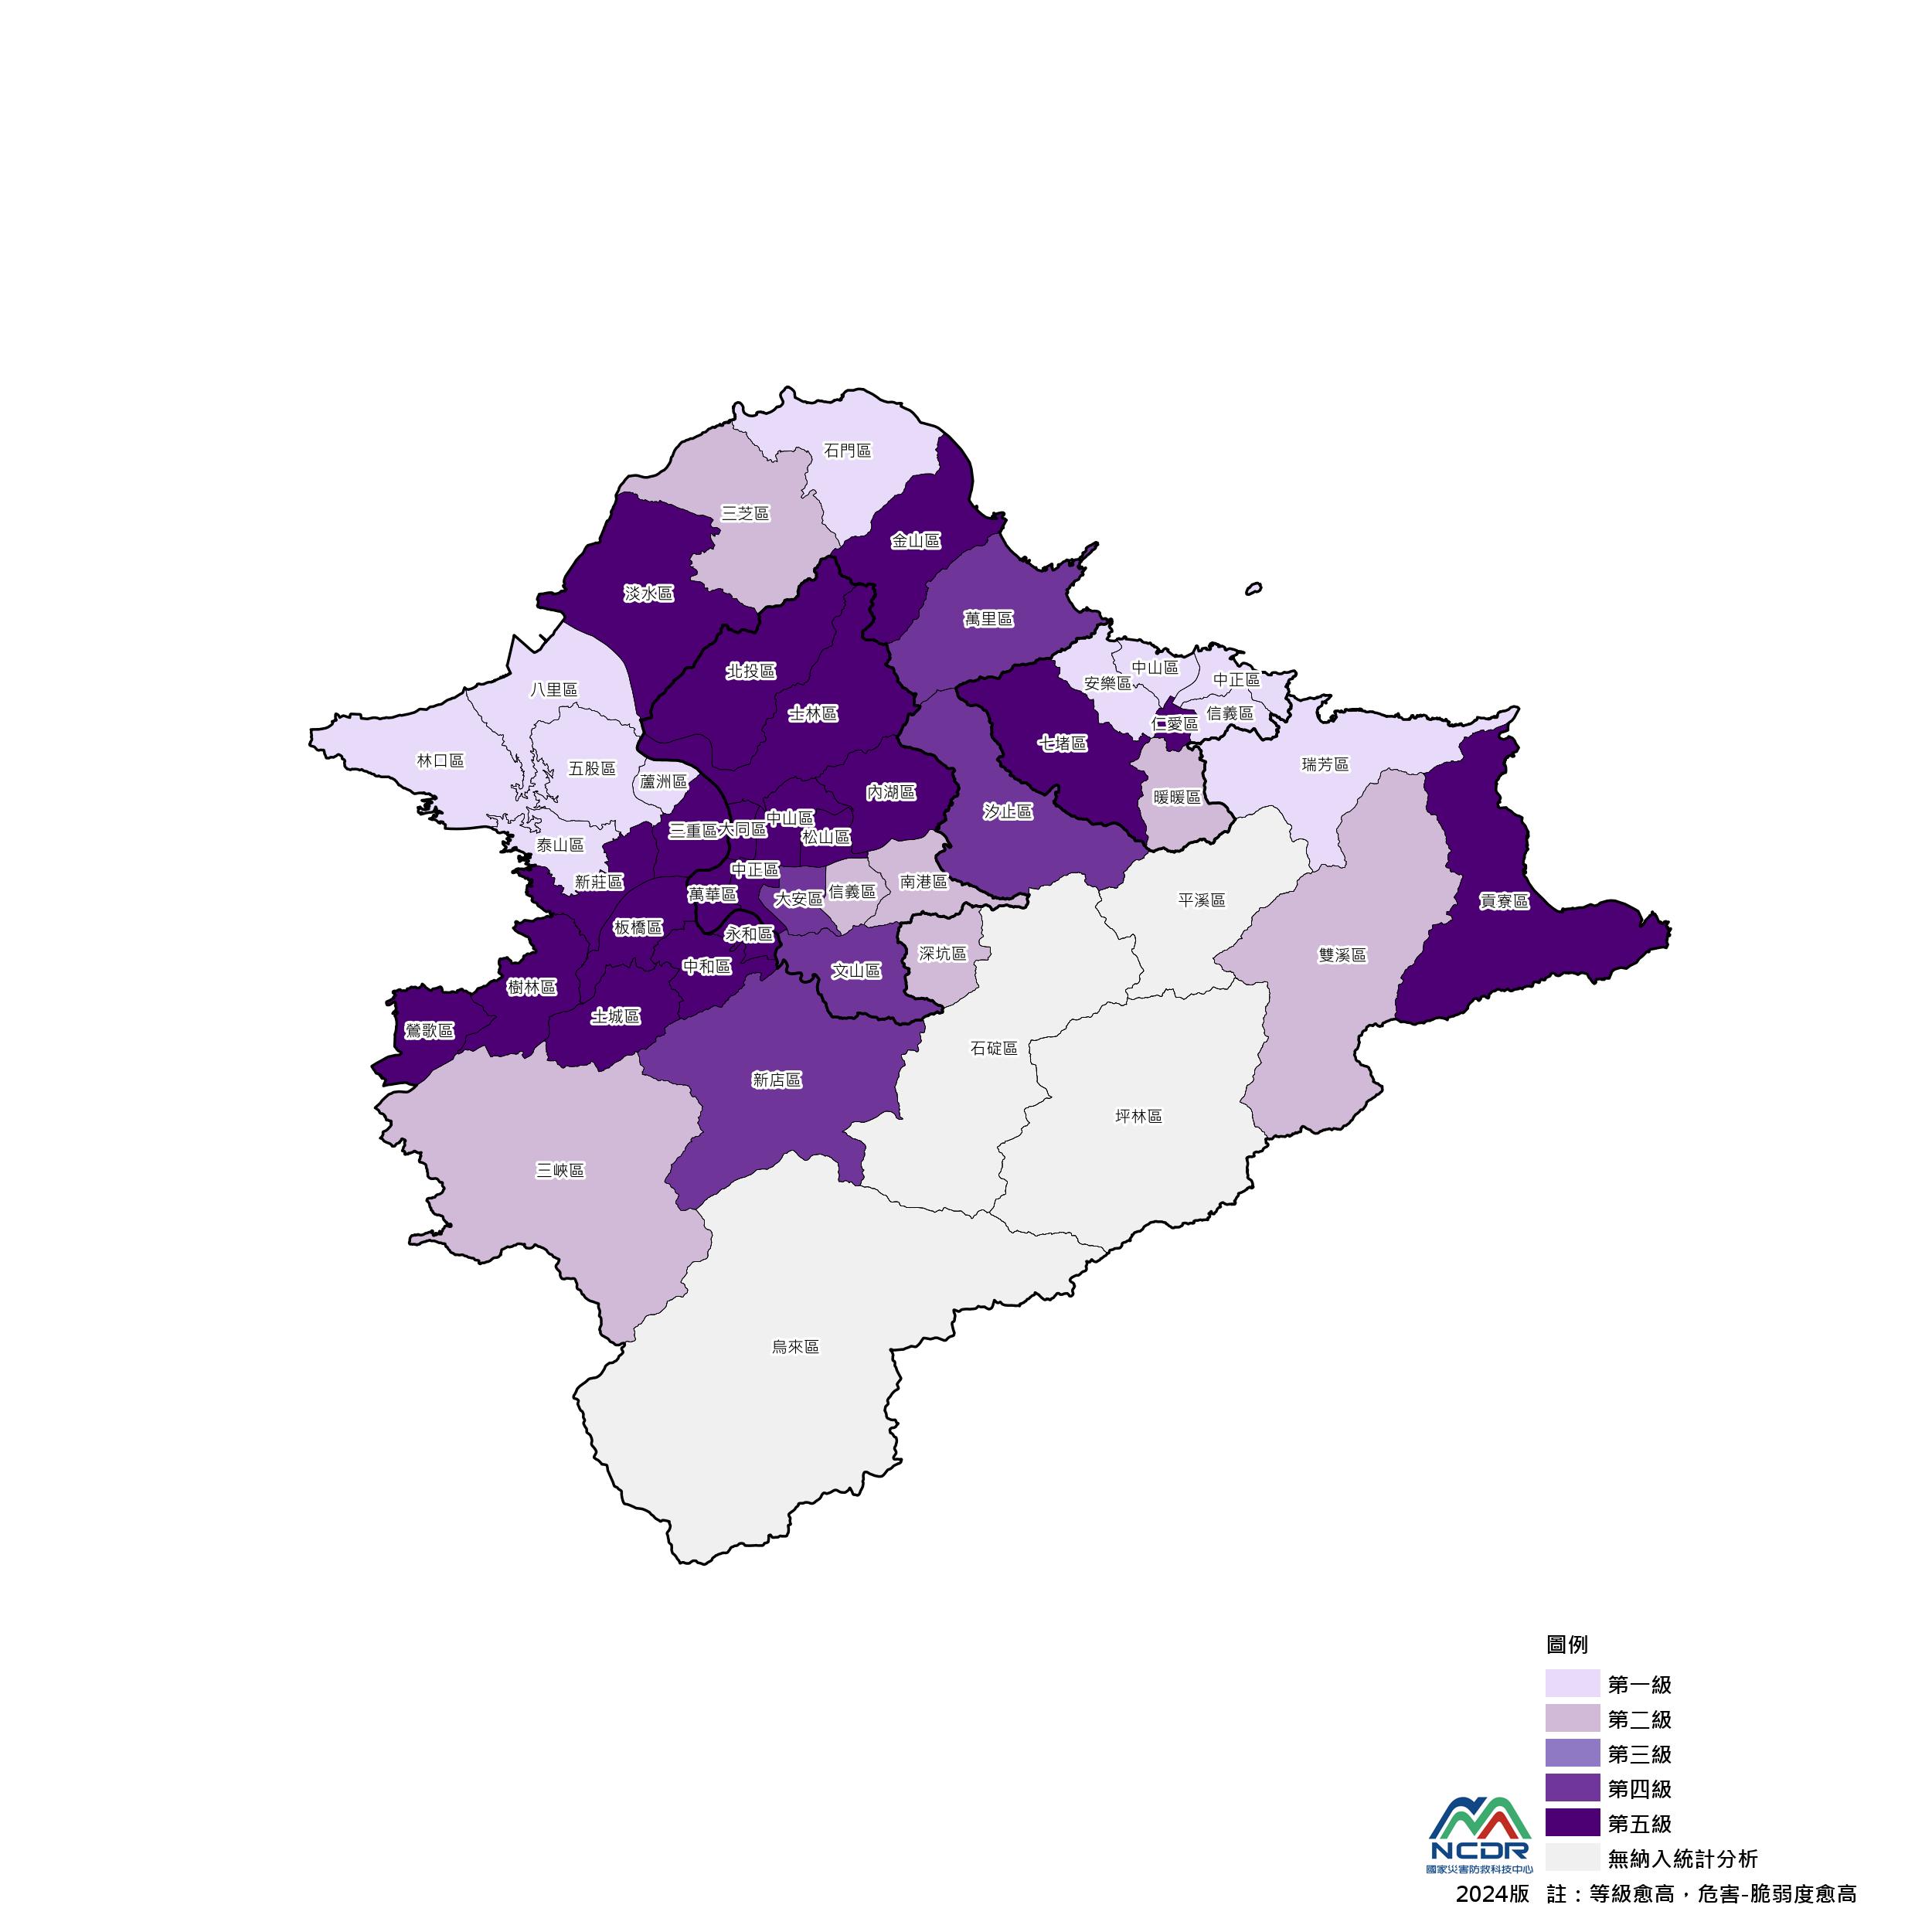 石門區
三芝區
金山區
淡水區
萬里區
北投區
中山區
中正區
安樂區
八里區
士林區
信義區
仁愛區
七堵區
林口區
五股區
瑞芳區
蘆洲區
內湖區
暖暖區
汐止區
中山區
三重區
大同區
松山區
泰山區
中正區
新莊區
南港區
信義區
萬華區
大安區
平溪區
貢寮區
板橋區
永和區
深坑區
雙溪區
中和區
文山區
樹林區
土城區
鶯歌區
石碇區
新店區
坪林區
三峽區
烏來區
圖例
第一級
第二級
第三級
第四級
第五級
無納入統計分析
NCDR
國家災害防救科技中心
2024版 註：等級愈高，危害-脆弱度愈高